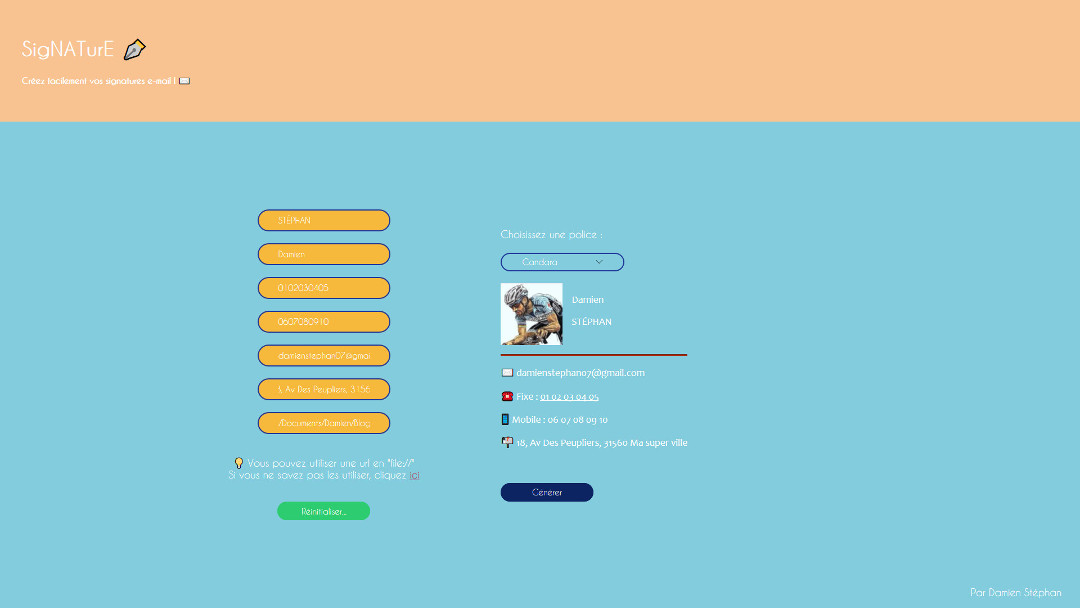 SigNATurE
Créez facilement vos signatures e-mail !
STÉPHAN
Damien
0102030405
0607080910
damienstephan07@gmai
3, Av Des Peupliers, 3156
/Documents/Damien/Blog
Vous pouvez utiliser une url en "file://"
Si vous ne savez pas les utiliser, cliquez ici
Réinitialiser...
Choisissez une police :
Candara
Damien
STÉPHAN
damienstephan07@gmail.com
Fixe : 01 02 03 04 05
Mobile : 06 07 08 09 10
18, Av Des Peupliers, 31560 Ma super ville
Générer
Par Damien Stéphan